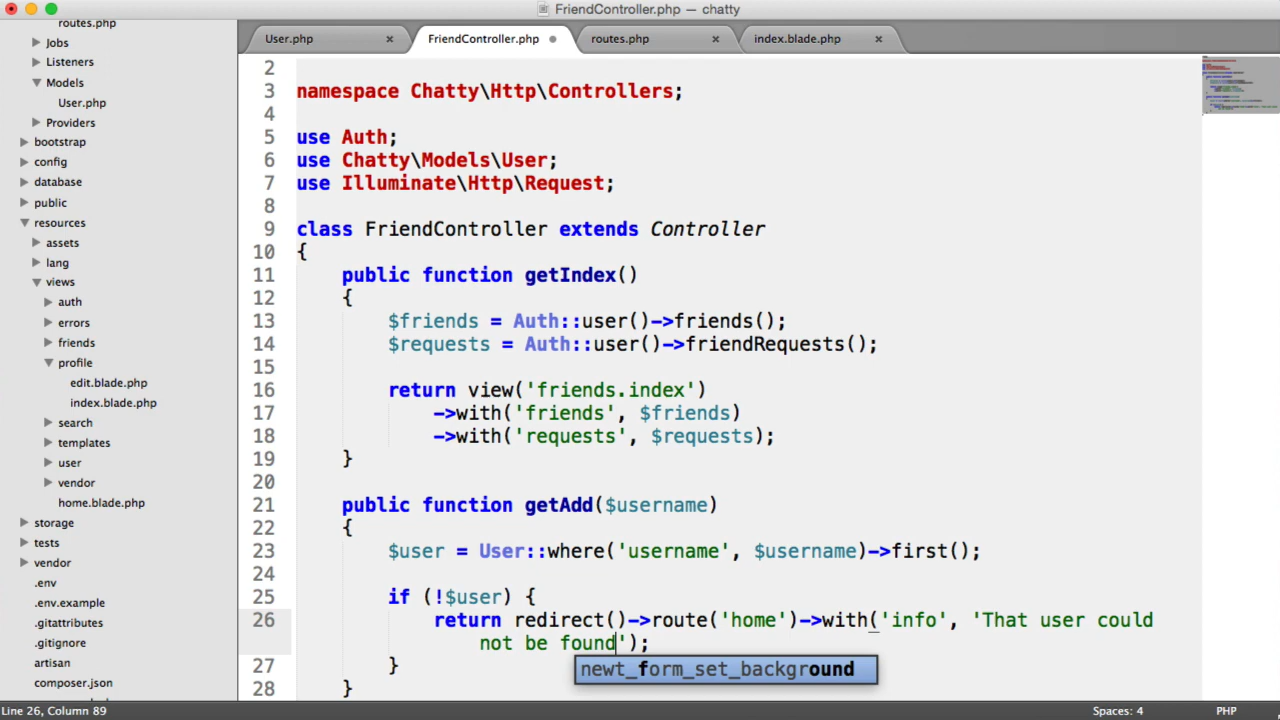 FriendController.php — chatty
User.php
FriendController.php
routes.php
index.blade.php
routes.php
Jobs
Listeners
Models
User.php
Providers
bootstrap
config
database
public
resources
assets
lang
views
auth
errors
friends
profile
edit.blade.php
index.blade.php
search
templates
user
vendor
home.blade.php
storage
tests
vendor
.env
.env.example
.gitattributes
.gitignore
artisan
composer.json
2
3 namespace Chatty\Http\Controllers;
4
5 use Auth;
6 use Chatty\Models\User;
7 use Illuminate\Http\Request;
8
9 class FriendController extends Controller
10 {
11 public function getIndex()
12 {
13 $friends = Auth::user()->friends();
14 $requests = Auth::user()->friendRequests();
15
16 return view('friends.index')
17 ->with('friends', $friends)
18 ->with('requests', $requests);
19 }
20
21 public function getAdd($username)
22 {
23 $user = User::where('username', $username)->first();
24
25 if (!$user) {
26 return redirect()->route('home')->with('info', 'That user could
not be found');
newt_form_set_background
27 }
28 }
Line 26, Column 89
Spaces: 4
PHP